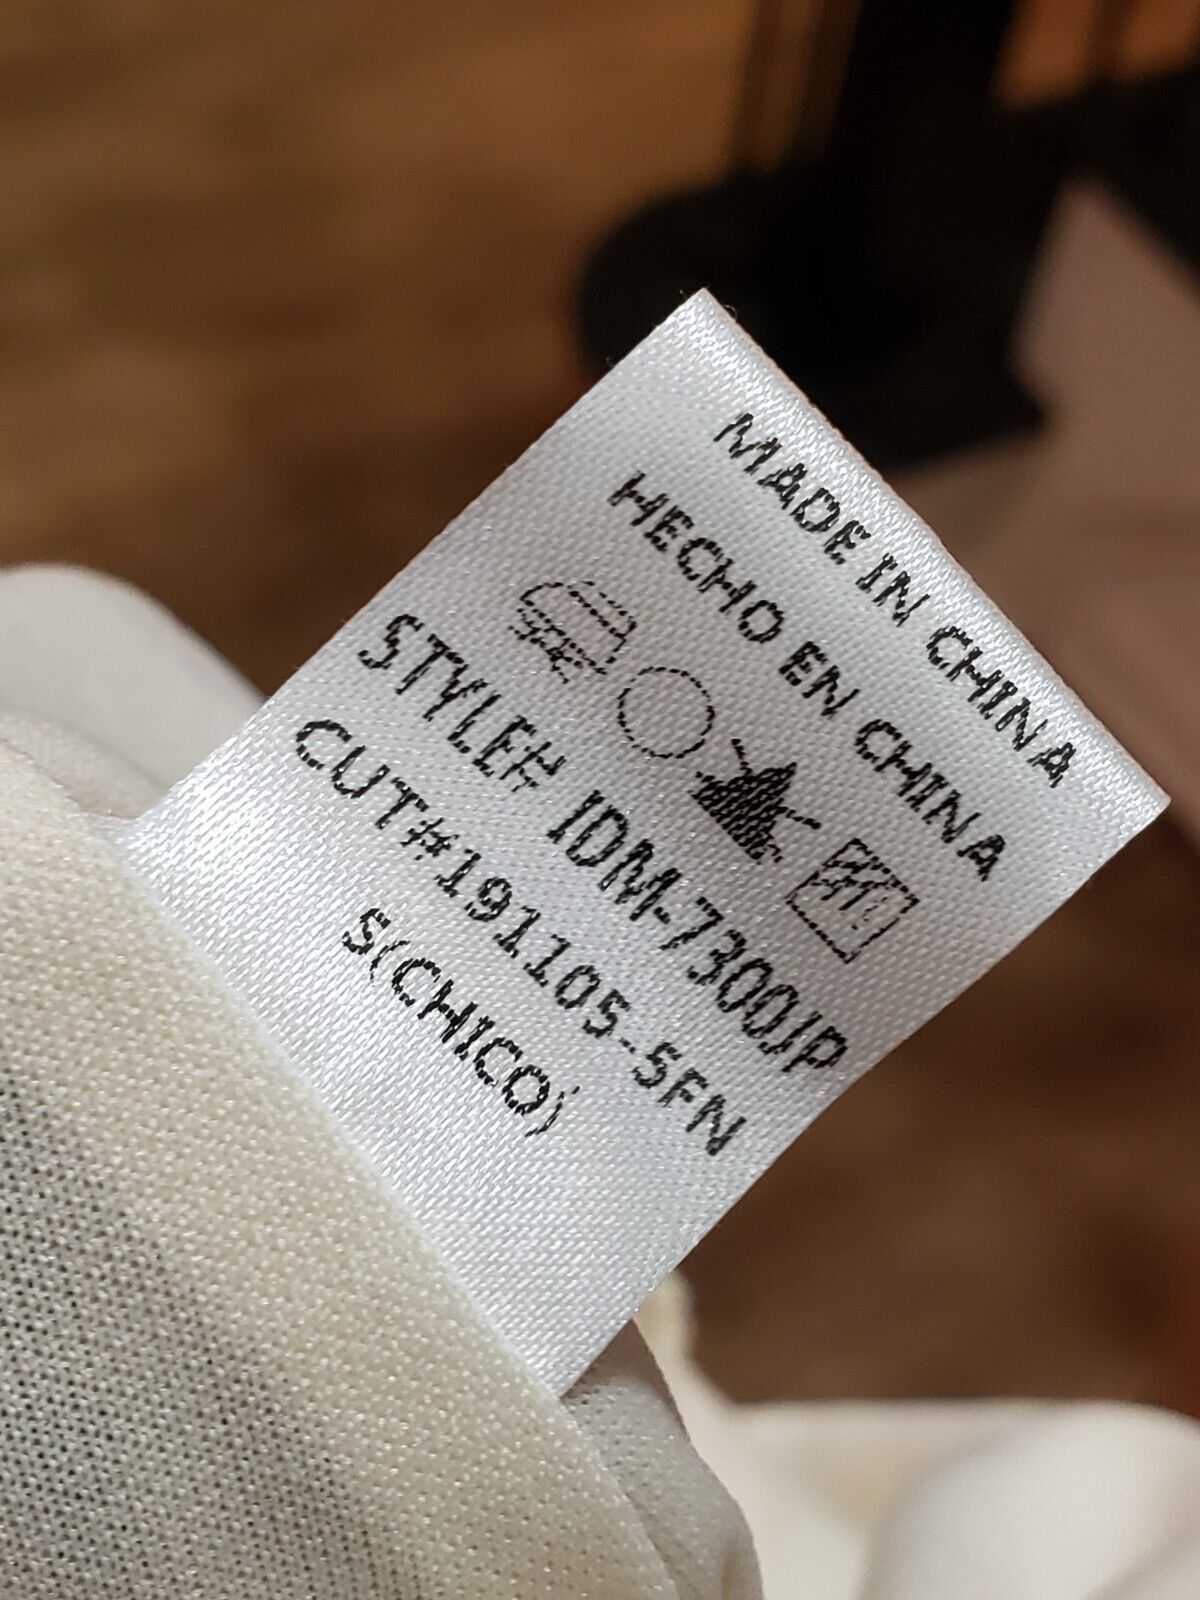 MADE IN CHINA
HECHO EN CHINA
STYLE# IDM-7300JP
CUT#191105-5FN
S(CHICO)